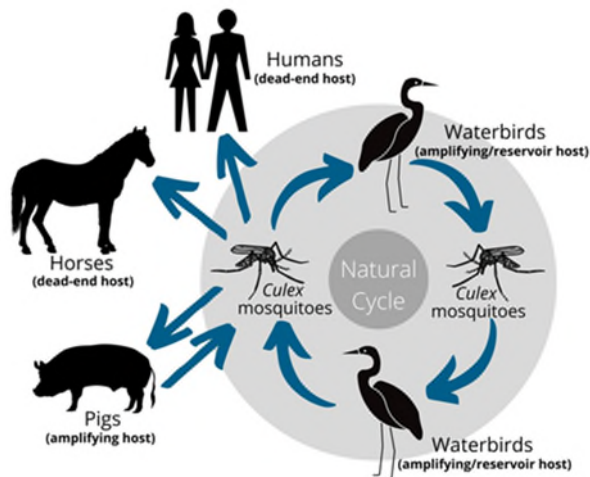 Humans
(dead-end host)
Waterbirds
(amplifying/reservoir host)
Horses
(dead-end host)
Culex
mosquitoes
Natural
Cycle
Culex
mosquitoes
Pigs
(amplifying host)
Waterbirds
(amplifying/reservoir host)